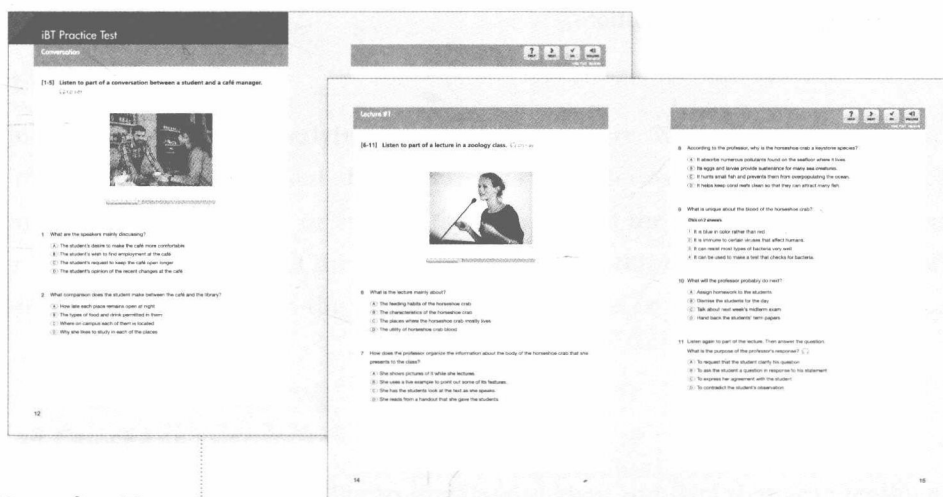 iBT Practice Test
Conversation
[1-5] Listen to part of a conversation between a student and a café manager.
1 What are the speakers mainly discussing?
A The student's desire to make the café more comfortable
B The student's wish to find employment at the café
C The student's request to keep the café open longer
D The student's opinion of the recent changes at the café
2 What comparison does the student make between the café and the library?
A How late each place remains open at night
B The types of food and drink permitted in them
C Where on campus each of them is located
D Why she likes to study in each of the places
12
Lecture #1
[6-11] Listen to part of a lecture in a zoology class.
6 What is the lecture mainly about?
A The feeding habits of the horseshoe crab
B The characteristics of the horseshoe crab
C The places where the horseshoe crab mostly lives
D The utility of horseshoe crab blood
7 How does the professor organize the information about the body of the horseshoe crab that she
presents to the class?
A She shows pictures of it while she lectures.
B She uses a live example to point out some of its features.
C She has the students look at the text as she speaks.
D She reads from a handout that she gave the students.
14
8 According to the professor, why is the horseshoe crab a keystone species?
A It absorbs numerous pollutants found on the seafloor where it lives.
B Its eggs and larvae provide sustenance for many sea creatures.
C It hunts small fish and prevents them from overpopulating the ocean.
D It helps keep coral reefs clean so that they can attract many fish.
9 What is unique about the blood of the horseshoe crab?
Click on 2 answers.
1 It is blue in color rather than red.
2 It is immune to certain viruses that affect humans.
3 It can resist most types of bacteria very well.
4 It can be used to make a test that checks for bacteria.
10 What will the professor probably do next?
A Assign homework to the students
B Dismiss the students for the day
C Talk about next week's midterm exam
D Hand back the students' term papers
11 Listen again to part of the lecture. Then answer the question.
What is the purpose of the professor's response?
A To request that the student clarify his question
B To ask the student a question in response to his statement
C To express her agreement with the student
D To contradict the student's observation
15